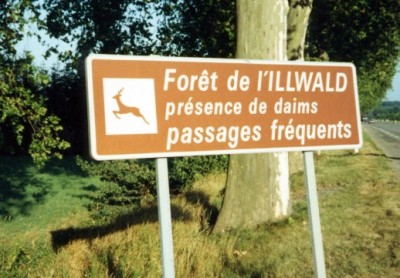 Forêt de l'ILLWALD
présence de daims
passages fréquents